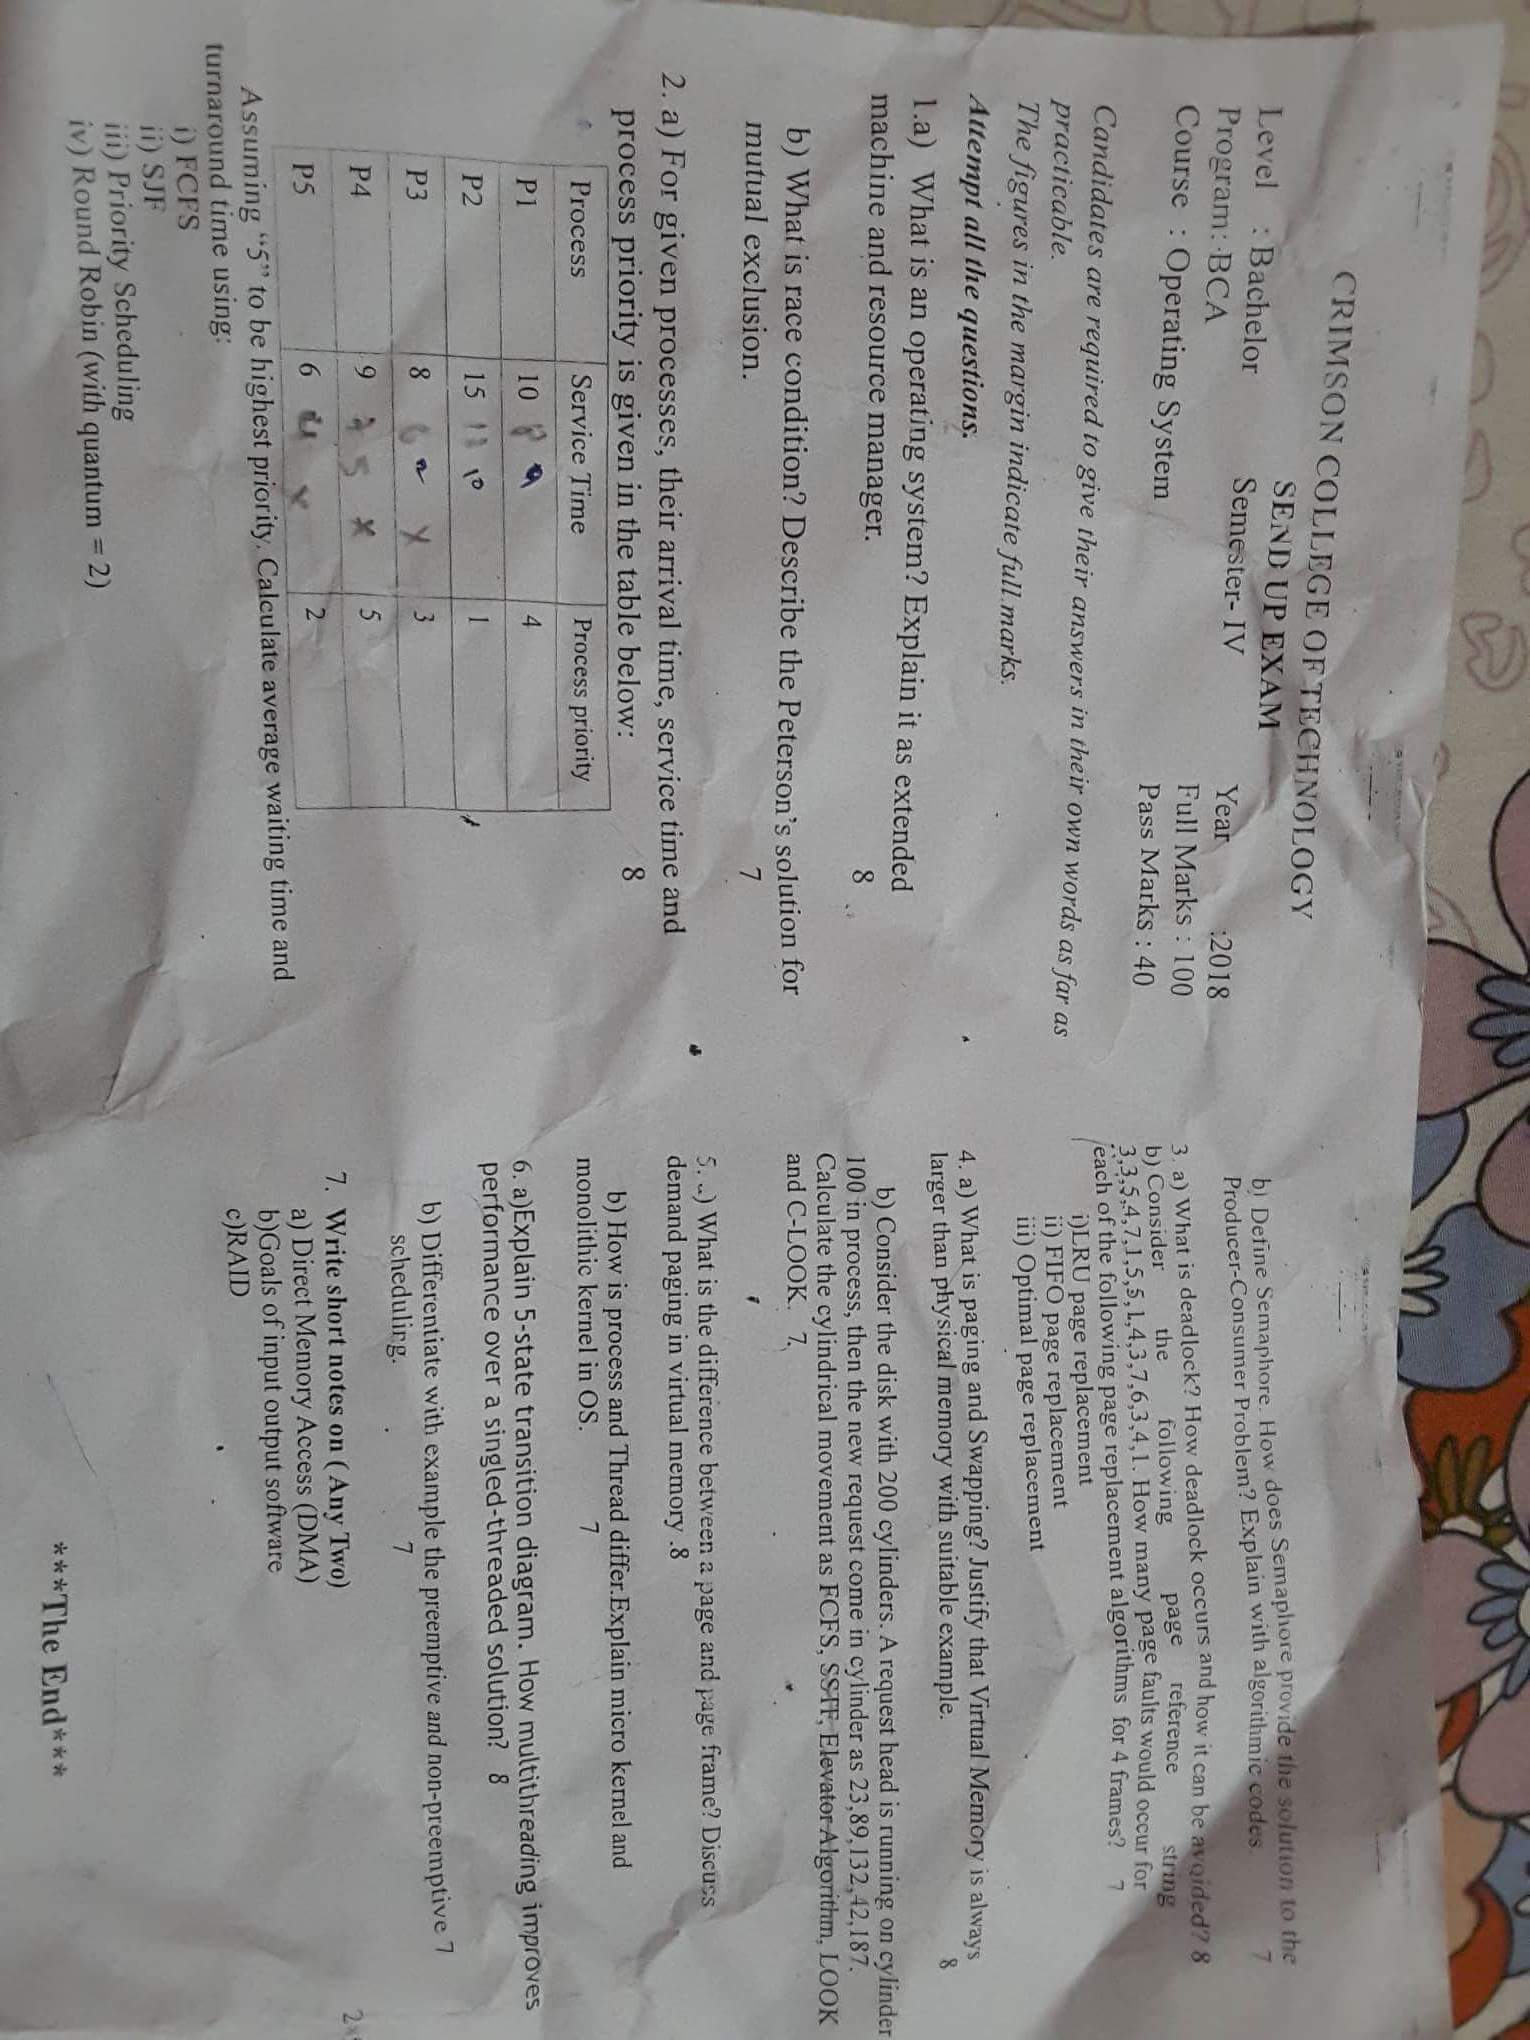 CRIMSON COLLEGE OF TECHNOLOGY
SEND UP EXAM
Level : Bachelor
Semester- IV
Year :2018
Program: BCA
Full Marks : 100
Course : Operating System
Pass Marks : 40
Candidates are required to give their answers in their own words as far as
practicable.
The figures in the margin indicate full marks.
Attempt all the questions.
1.a) What is an operating system? Explain it as extended
machine and resource manager. 8
b) What is race condition? Describe the Peterson's solution for
mutual exclusion. 7
2. a) For given processes, their arrival time, service time and
process priority is given in the table below: 8
Process Service Time Process priority
P1 10 8 9 4
P2 15 13 10 1
P3 8 6 2 x 3
P4 9 7 5 x 5
P5 6 4 x 2
Assuming “5” to be highest priority. Calculate average waiting time and
turnaround time using:
i) FCFS
ii) SJF
iii) Priority Scheduling
iv) Round Robin (with quantum = 2)
b) Define Semaphore. How does Semaphore provide the solution to the
Producer-Consumer Problem? Explain with algorithmic codes. 7
3. a) What is deadlock? How deadlock occurs and how it can be avoided? 8
b) Consider the following page reference string
3,3,5,4,7,1,5,5,1,4,3,7,6,3,4,1. How many page faults would occur for
each of the following page replacement algorithms for 4 frames? 7
i)LRU page replacement
ii) FIFO page replacement
iii) Optimal page replacement
4. a) What is paging and Swapping? Justify that Virtual Memory is always
larger than physical memory with suitable example. 8
b) Consider the disk with 200 cylinders. A request head is running on cylinder
100 in process, then the new request come in cylinder as 23,89,132,42,187.
Calculate the cylindrical movement as FCFS, SSTF, Elevator Algorithm, LOOK
and C-LOOK. 7.
5. ) What is the difference between a page and page frame? Discuss
demand paging in virtual memory .8
b) How is process and Thread differ.Explain micro kernel and
monolithic kernel in OS. 7
6. a)Explain 5-state transition diagram. How multithreading improves
performance over a singled-threaded solution? 8
b) Differentiate with example the preemptive and non-preemptive 7
scheduling. 7
7. Write short notes on ( Any Two)
a) Direct Memory Access (DMA)
b)Goals of input output software
c)RAID
***The End***